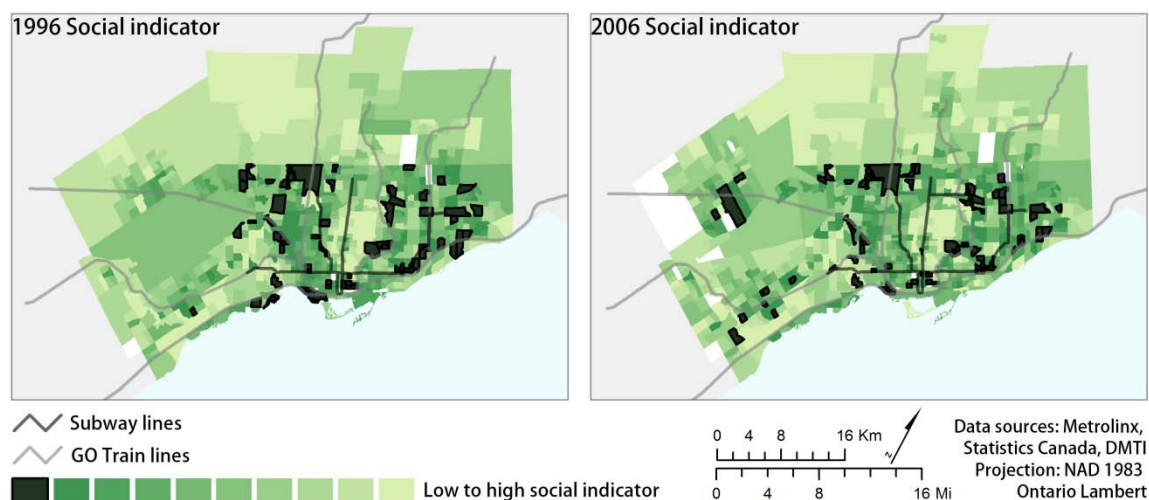 1996 Social indicator
2006 Social indicator
Subway lines
GO Train lines
Low to high social indicator
0 4 8 16 Km
0 4 8 16 Mi
N
Data sources: Metrolinx,
Statistics Canada, DMTI
Projection: NAD 1983
Ontario Lambert